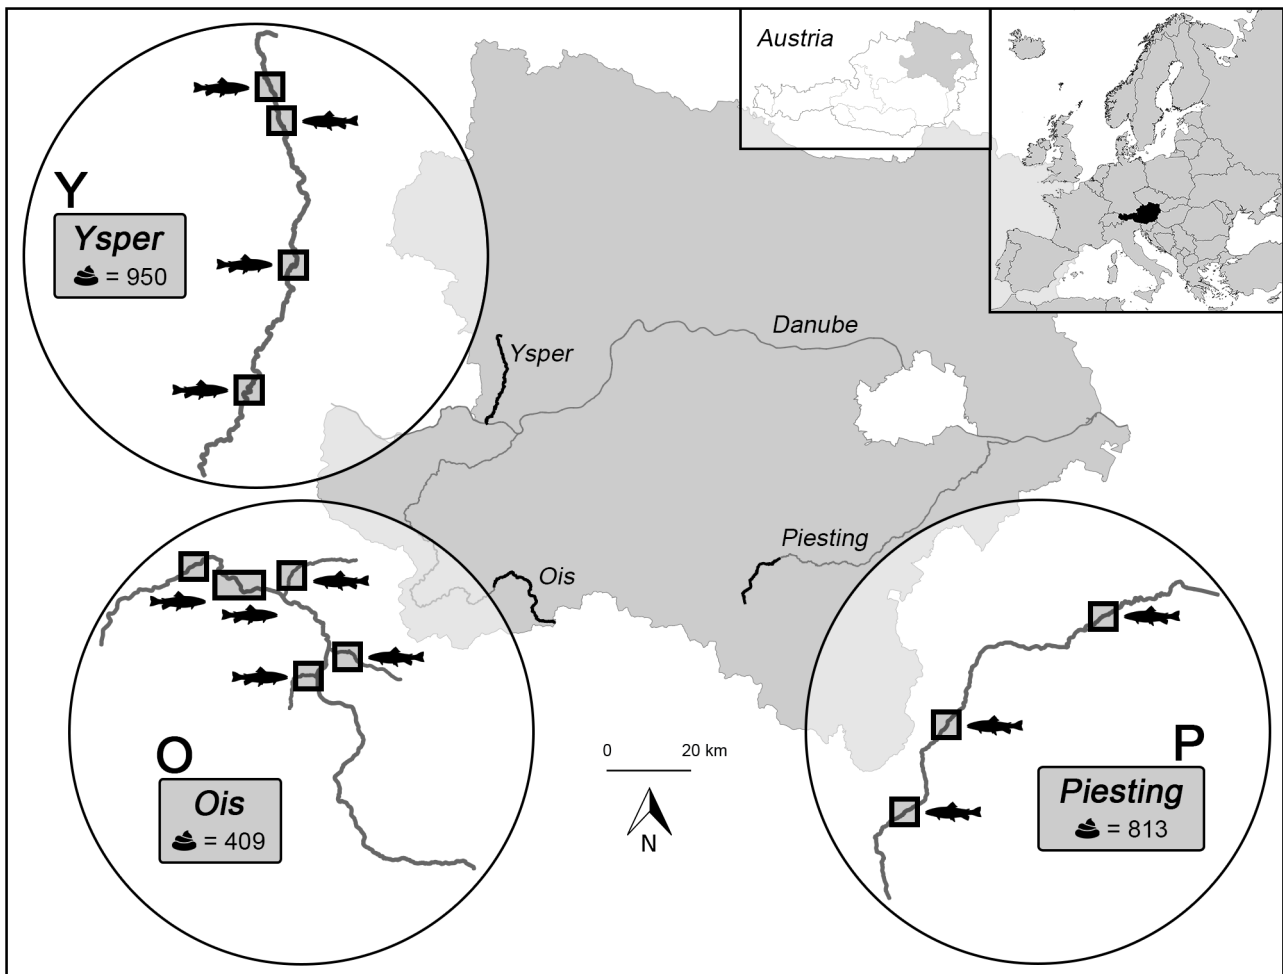 Austria
Y
Ysper
= 950
Danube
Ysper
Piesting
Ois
O
Ois
= 409
0 20 km
N
P
Piesting
= 813